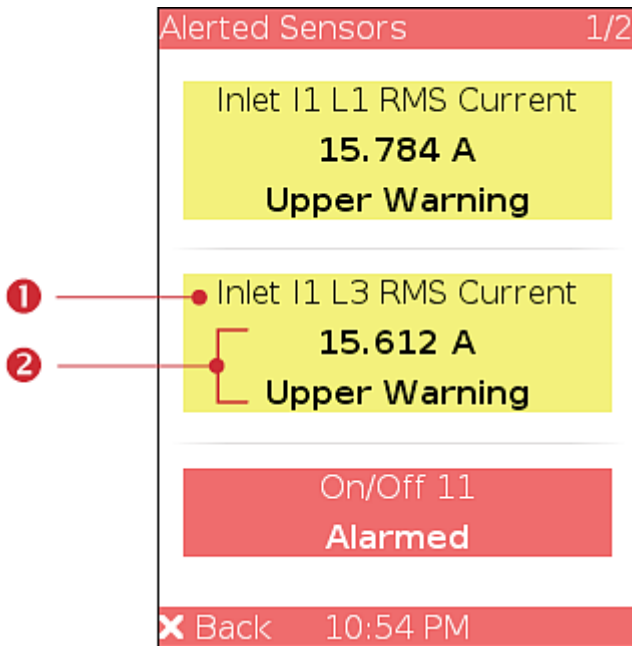 Alerted Sensors 1/2
Inlet I1 L1 RMS Current
15.784 A
Upper Warning
1 Inlet I1 L3 RMS Current
2 15.612 A
Upper Warning
On/Off 11
Alarmed
Back 10:54 PM